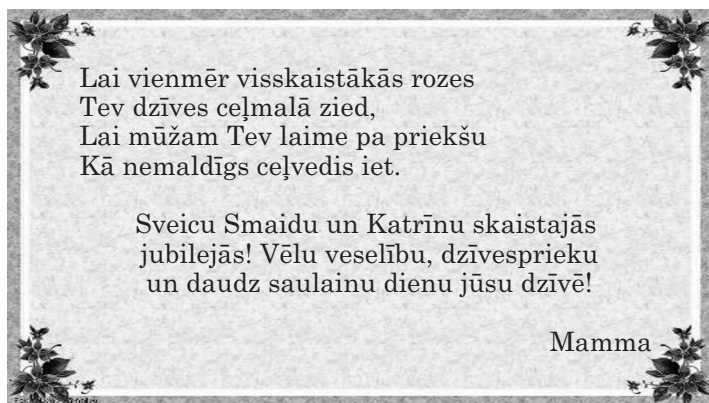 Lai vienmēr visskaistākās rozes
Tev dzīves ceļmalā zied,
Lai mūžam Tev laime pa priekšu
Kā nemaldīgs ceļvedis iet.
Sveicu Smaidu un Katrīnu skaistajās
jubilejās! Vēlu veselību, dzīvesprieku
un daudz saulainu dienu jūsu dzīvē!
Mamma